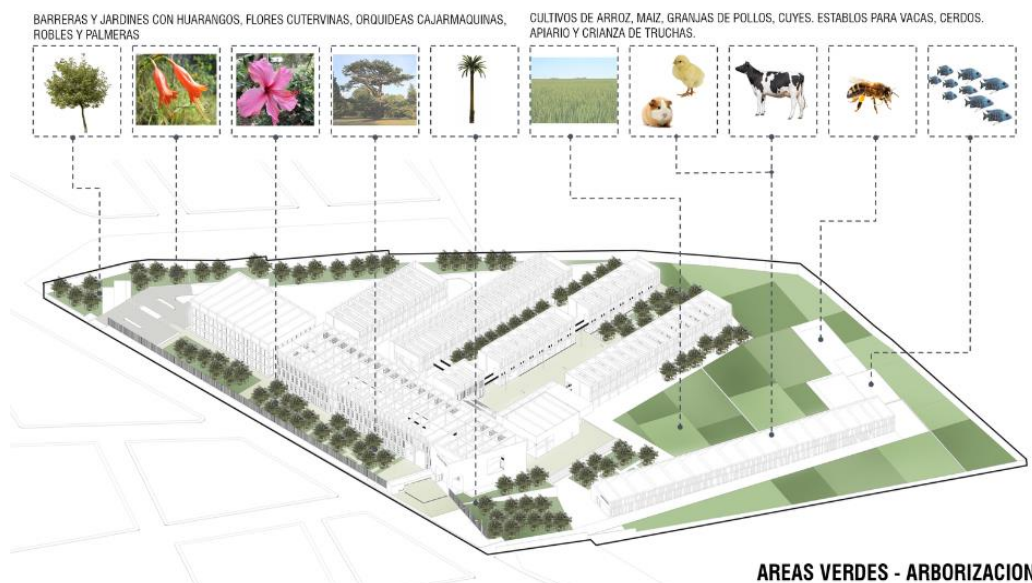 BARRERAS Y JARDINES CON HUARANGOS, FLORES CUTERVINAS, ORQUIDEAS CAJARMAQUINAS,
ROBLES Y PALMERAS
CULTIVOS DE ARROZ, MAIZ, GRANJAS DE POLLOS, CUYES. ESTABLOS PARA VACAS, CERDOS.
APIARIO Y CRIANZA DE TRUCHAS.
AREAS VERDES - ARBORIZACION